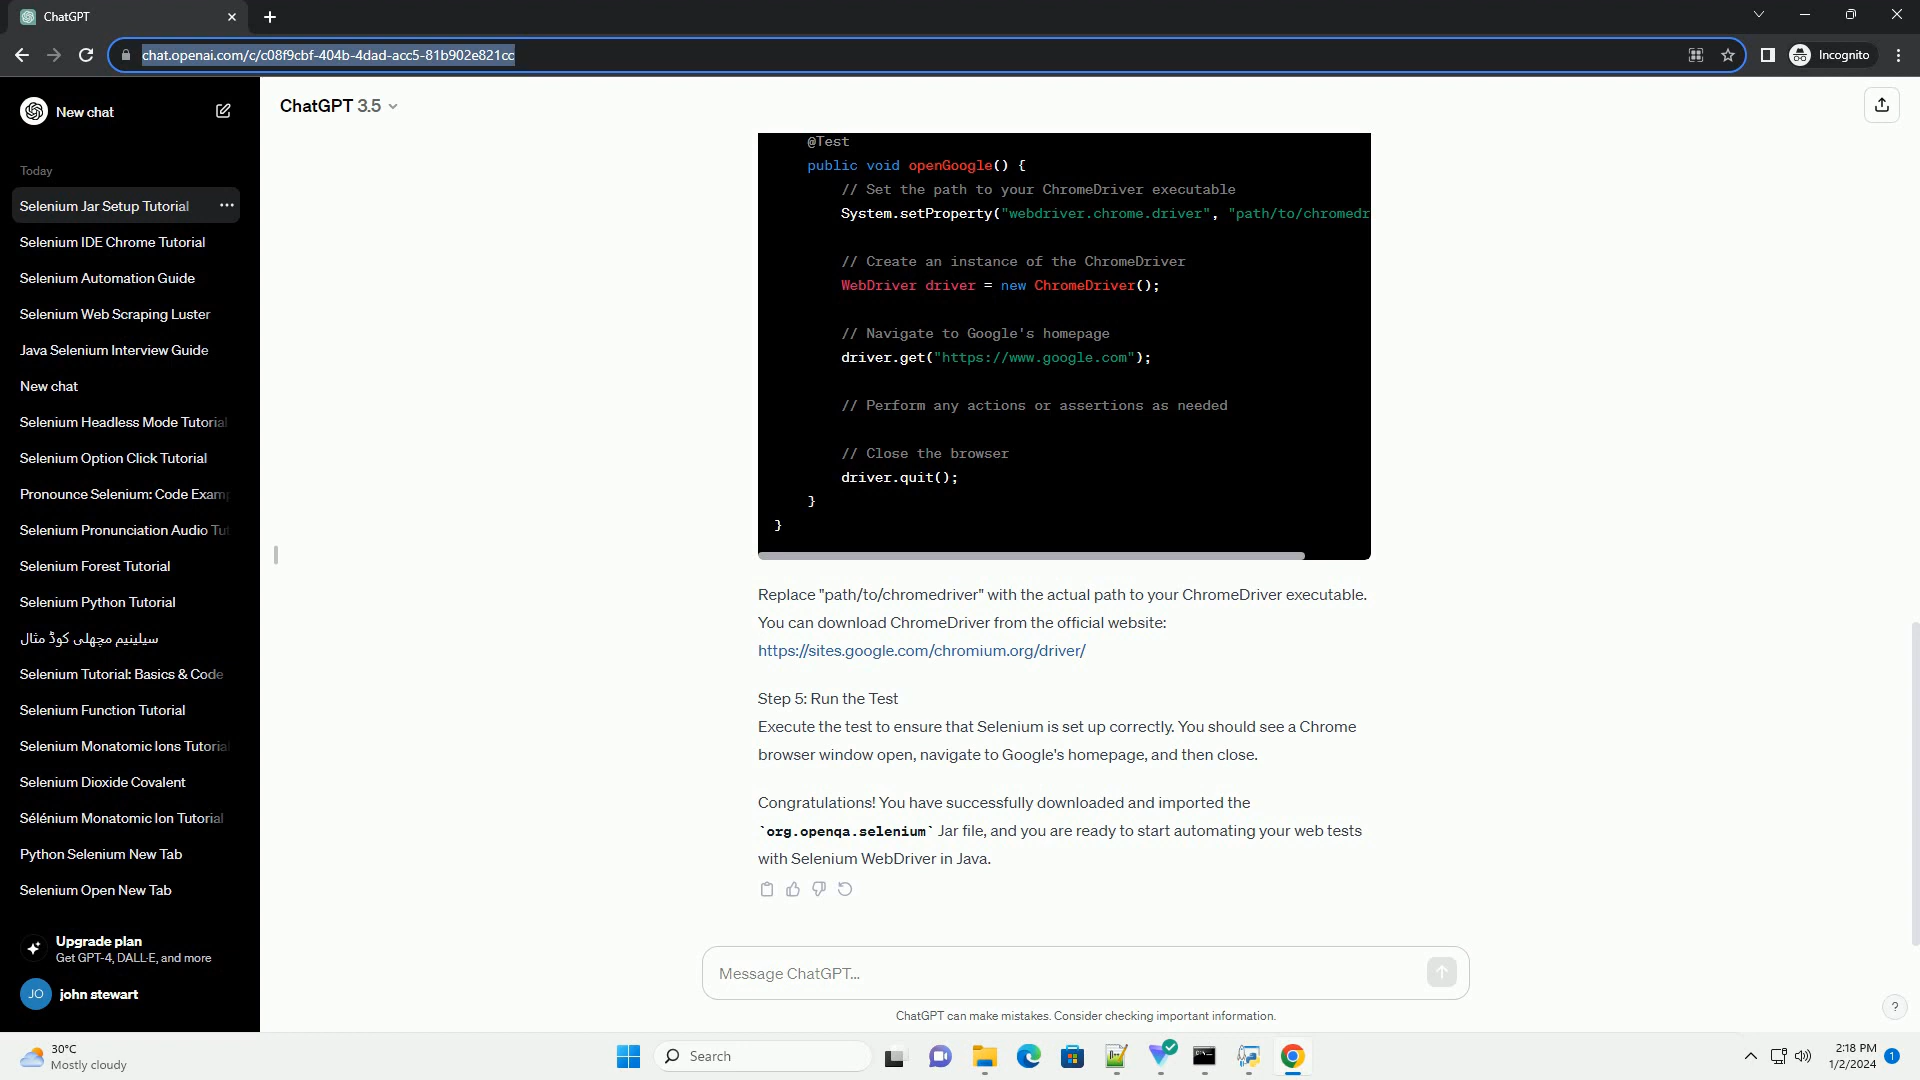 ChatGPT
chat.openai.com/c/c08f9cbf-404b-4dad-acc5-81b902e821cc
Incognito
New chat
Today
Selenium Jar Setup Tutorial
Selenium IDE Chrome Tutorial
Selenium Automation Guide
Selenium Web Scraping Luster
Java Selenium Interview Guide
New chat
Selenium Headless Mode Tutorial
Selenium Option Click Tutorial
Pronounce Selenium: Code Examp
Selenium Pronunciation Audio Tut
Selenium Forest Tutorial
Selenium Python Tutorial
سیلینیم مچھلی کوڈ مثال
Selenium Tutorial: Basics & Code
Selenium Function Tutorial
Selenium Monatomic Ions Tutoria
Selenium Dioxide Covalent
Sélénium Monatomic Ion Tutorial
Python Selenium New Tab
Selenium Open New Tab
Upgrade plan
Get GPT-4, DALL·E, and more
JO john stewart
ChatGPT 3.5
@Test
public void openGoogle() {
// Set the path to your ChromeDriver executable
System.setProperty("webdriver.chrome.driver", "path/to/chromedr
// Create an instance of the ChromeDriver
WebDriver driver = new ChromeDriver();
// Navigate to Google's homepage
driver.get("https://www.google.com");
// Perform any actions or assertions as needed
// Close the browser
driver.quit();
}
}
Replace "path/to/chromedriver" with the actual path to your ChromeDriver executable.
You can download ChromeDriver from the official website:
https://sites.google.com/chromium.org/driver/
Step 5: Run the Test
Execute the test to ensure that Selenium is set up correctly. You should see a Chrome
browser window open, navigate to Google's homepage, and then close.
Congratulations! You have successfully downloaded and imported the
`org.openqa.selenium` Jar file, and you are ready to start automating your web tests
with Selenium WebDriver in Java.
Message ChatGPT...
ChatGPT can make mistakes. Consider checking important information.
?
30°C
Mostly cloudy
Search
2:18 PM
1/2/2024
1